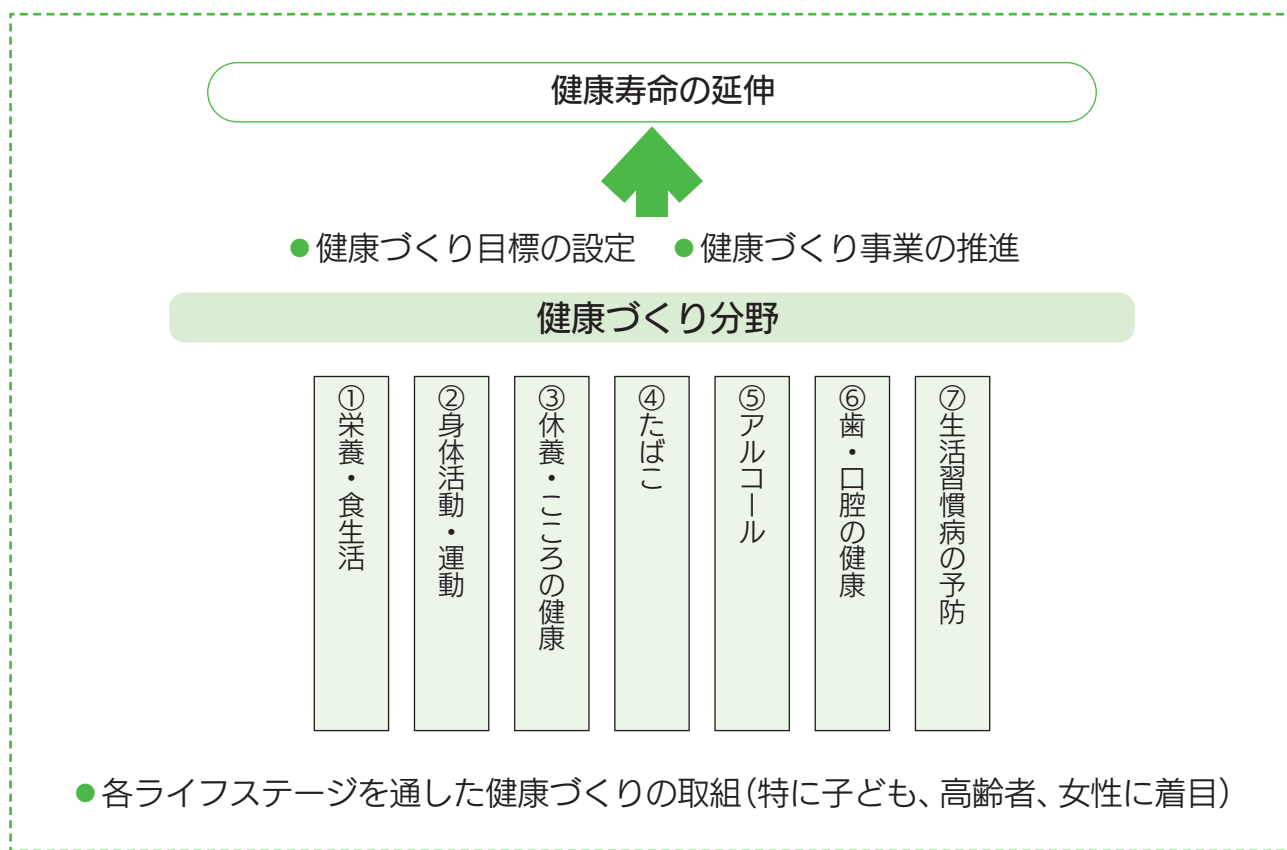 健康寿命の延伸
●健康づくり目標の設定 ●健康づくり事業の推進
健康づくり分野
①栄養・食生活
②身体活動・運動
③休養・こころの健康
④たばこ
⑤アルコール
⑥歯・口腔の健康
⑦生活習慣病の予防
●各ライフステージを通した健康づくりの取組(特に子ども、高齢者、女性に着目)